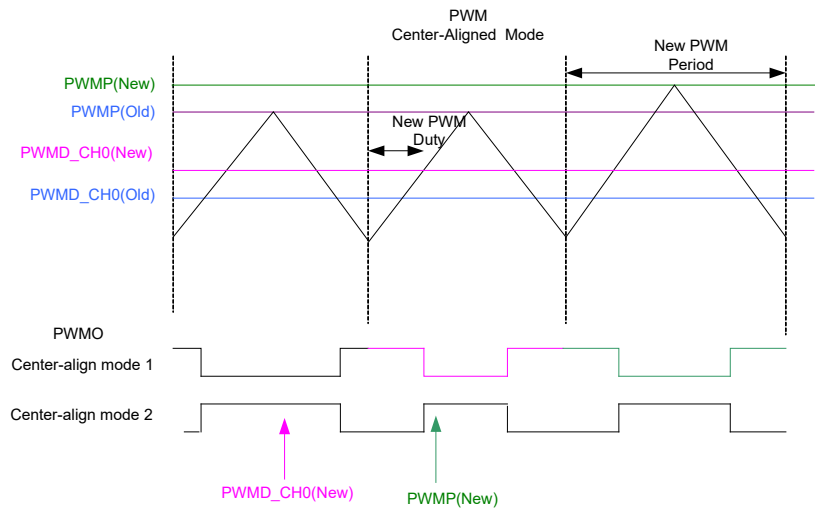 PWM
Center-Aligned Mode
New PWM
Period
PWMP(New)
PWMP(Old)
New PWM
Duty
PWMD_CH0(New)
PWMD_CH0(Old)
PWMO
Center-align mode 1
Center-align mode 2
PWMD_CH0(New)
PWMP(New)